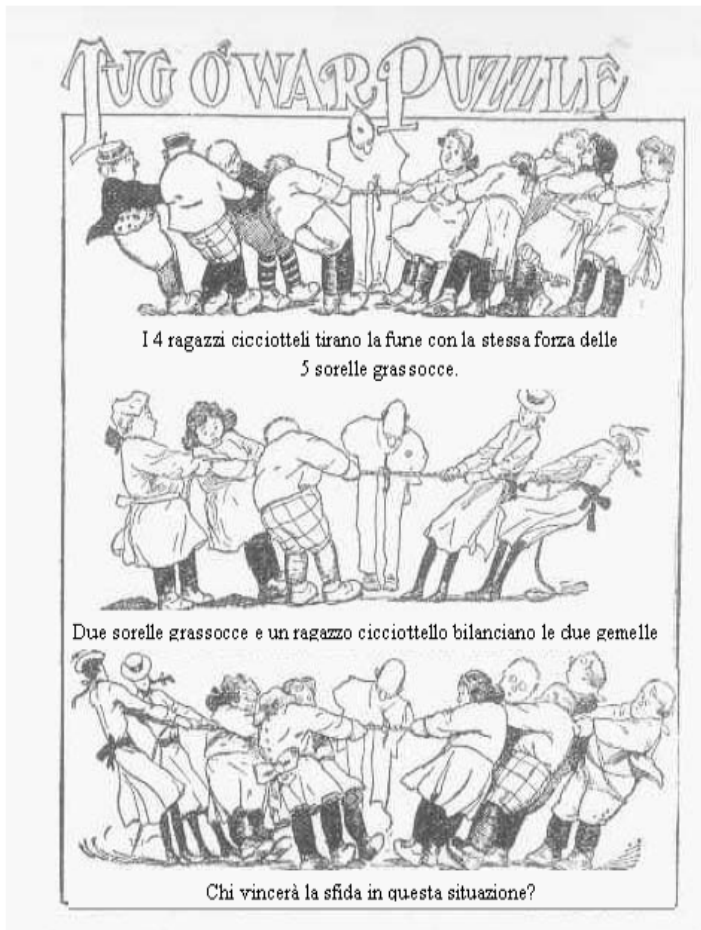 TUG O'WAR PUZZLE
I 4 ragazzi cicciotteli tirano la fune con la stessa forza delle
5 sorelle grassocce.
Due sorelle grassocce e un ragazzo cicciottello bilanciano le due gemelle
Chi vincerà la sfida in questa situazione?